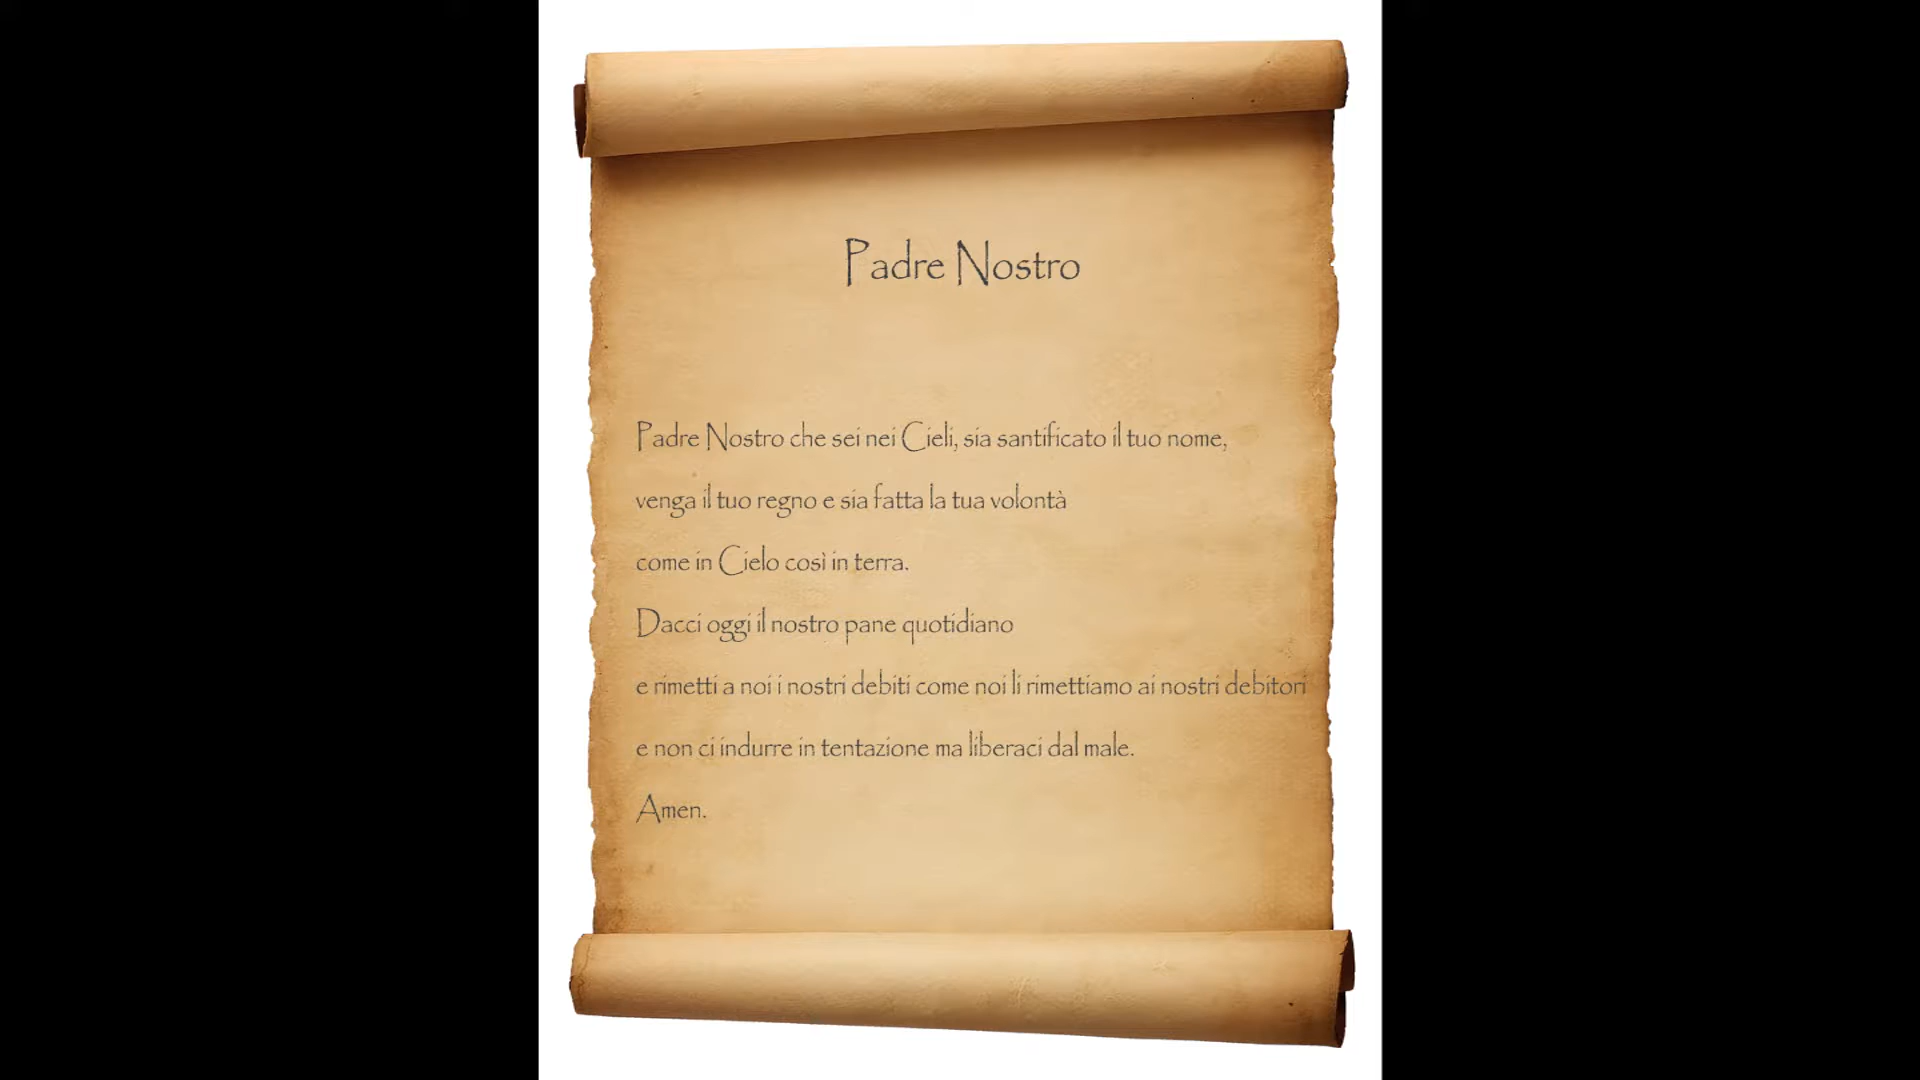 Padre Nostro
Padre Nostro che sei nei Cieli, sia santificato il tuo nome,
venga il tuo regno e sia fatta la tua volontà
come in Cielo così in terra.
Dacci oggi il nostro pane quotidiano
e rimetti a noi i nostri debiti come noi li rimettiamo ai nostri debitori
e non ci indurre in tentazione ma liberaci dal male.
Amen.